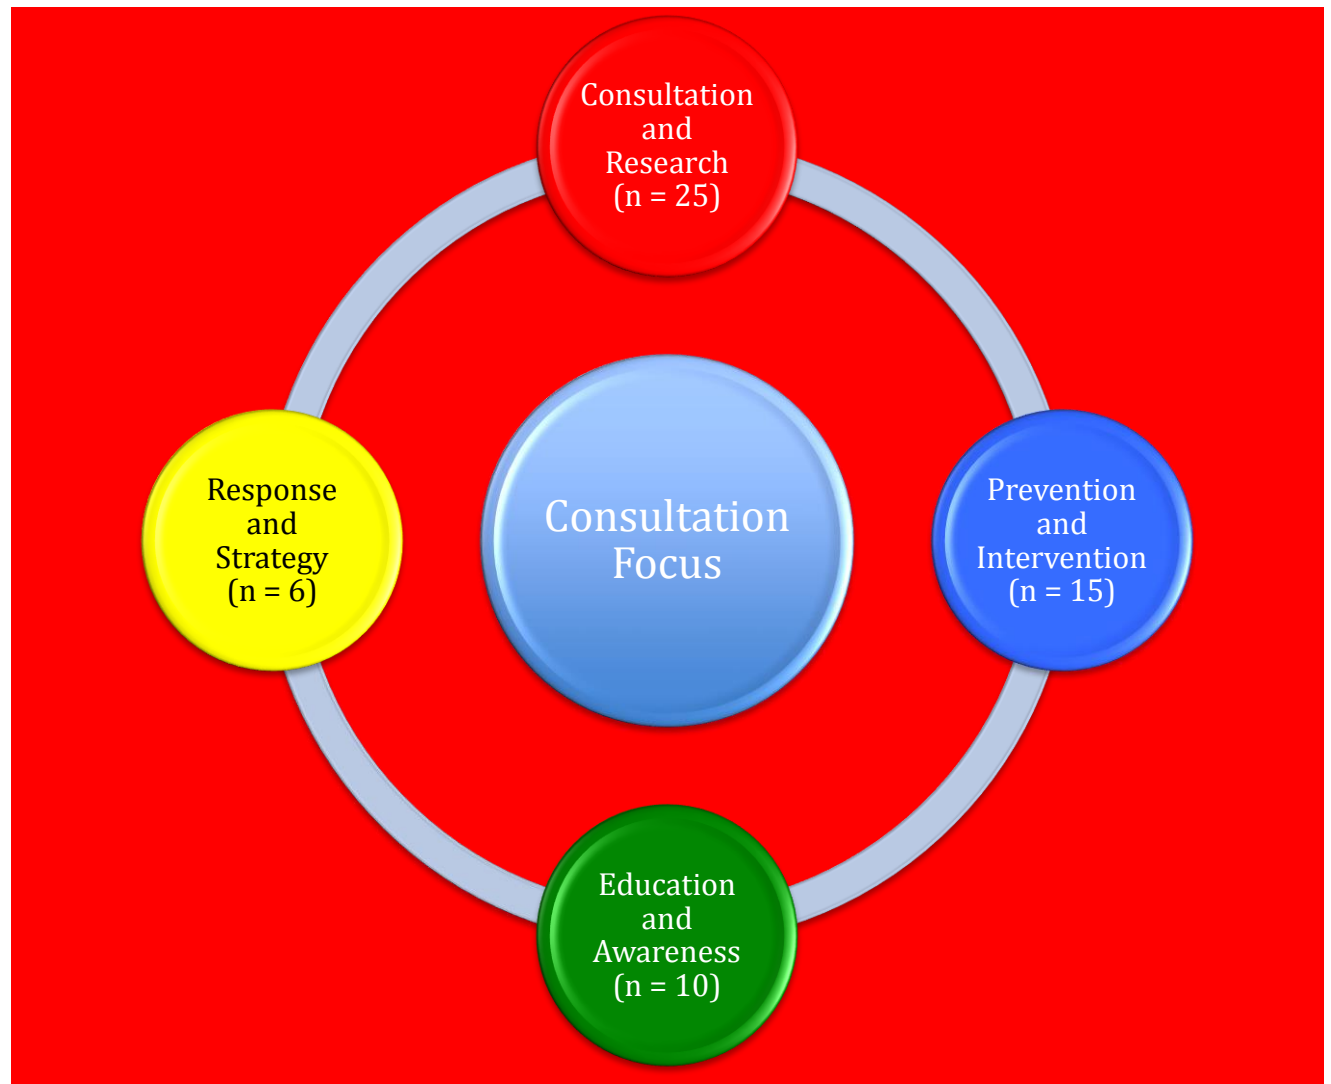 Consultation
and
Research
(n = 25)
Response
and
Strategy
(n = 6)
Consultation
Focus
Prevention
and
Intervention
(n = 15)
Education
and
Awareness
(n = 10)